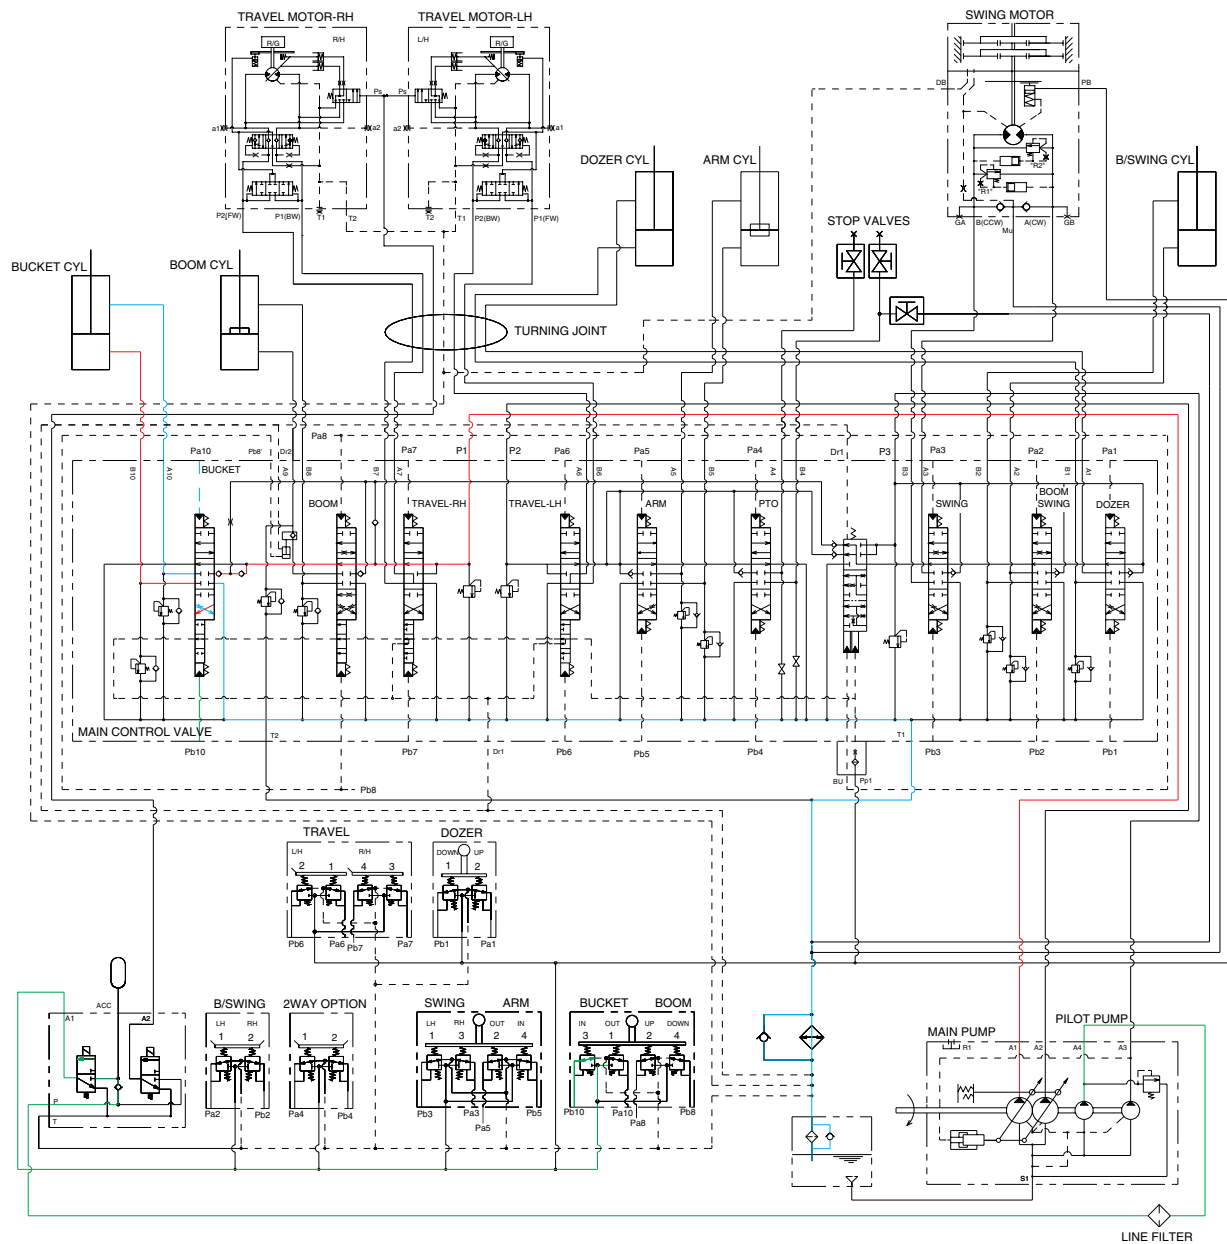 TRAVEL MOTOR-RH
TRAVEL MOTOR-LH
SWING MOTOR
R/G
R/H
L/H
R/G
Ps
Ps
DB
PB
a1
a2
a2
a1
"R2"
"R1"
DOZER CYL
ARM CYL
B/SWING CYL
P2(FW)
P1(BW)
T1
T2
T2
T1
P2(BW)
P1(FW)
GA
B(CCW)
Mu
A(CW)
GB
STOP VALVES
BUCKET CYL
BOOM CYL
TURNING JOINT
Pa10
Pb8'
Dr2
Pa8
Pa7
P1
P2
Pa6
Pa5
Pa4
Dr1
P3
Pa3
Pa2
Pa1
B10
A10
BUCKET
A9
B8
B7
A7
A6
B6
A5
B5
A4
B4
B3
A3
B2
A2
B1
A1
BOOM
TRAVEL-RH
TRAVEL-LH
ARM
PTO
SWING
BOOM
SWING
DOZER
MAIN CONTROL VALVE
T2
T1
Pb10
Pb7
Dr1
Pb6
Pb5
Pb4
Pb3
Pb2
Pb1
BU
Pp1
Pb8
TRAVEL
DOZER
L/H
R/H
2
1
4
3
DOWN
UP
1
2
Pb6
Pa6
Pb7
Pa7
Pb1
Pa1
ACC
A1
A2
P
T
B/SWING
LH
RH
1
2
Pa2
Pb2
2WAY OPTION
1
2
Pa4
Pb4
SWING
ARM
LH
RH
OUT
IN
1
3
2
4
Pb3
Pa3
Pa5
Pb5
BUCKET
BOOM
IN
OUT
UP
DOWN
3
1
2
4
Pb10
Pa10
Pa8
Pb8
PILOT PUMP
MAIN PUMP
R1
A1
A2
A4
A3
S1
LINE FILTER